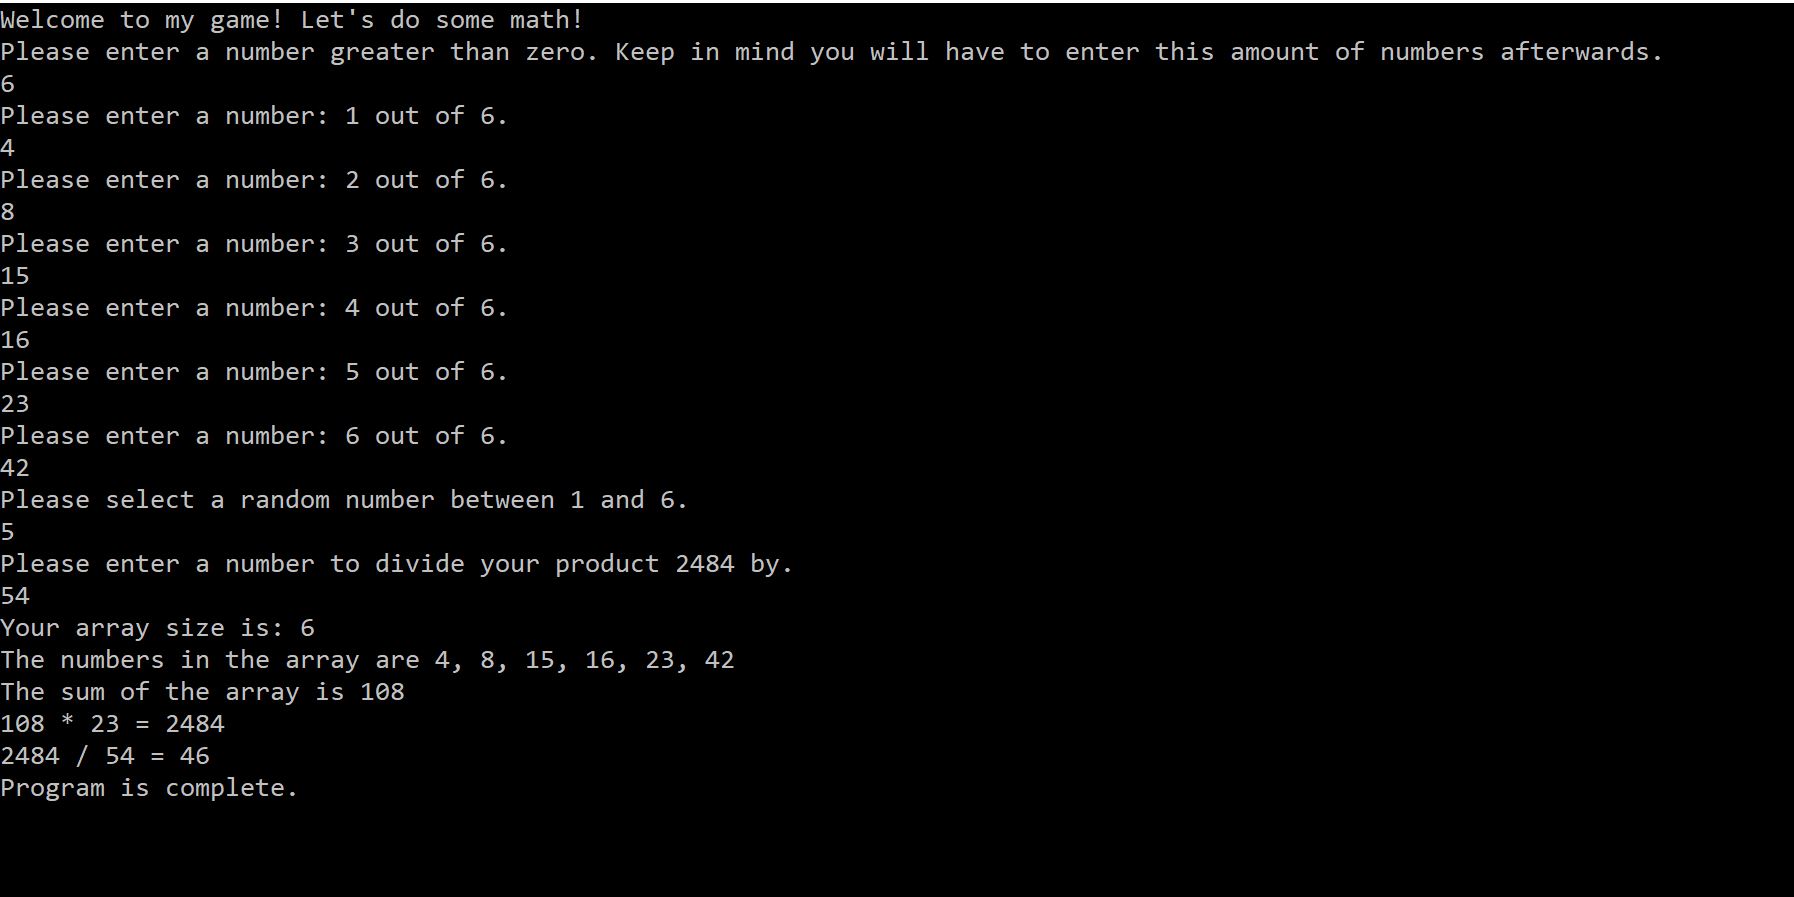 Welcome to my game! Let's do some math!
Please enter a number greater than zero. Keep in mind you will have to enter this amount of numbers afterwards.
6
Please enter a number: 1 out of 6.
4
Please enter a number: 2 out of 6.
8
Please enter a number: 3 out of 6.
15
Please enter a number: 4 out of 6.
16
Please enter a number: 5 out of 6.
23
Please enter a number: 6 out of 6.
42
Please select a random number between 1 and 6.
5
Please enter a number to divide your product 2484 by.
54
Your array size is: 6
The numbers in the array are 4, 8, 15, 16, 23, 42
The sum of the array is 108
108 * 23 = 2484
2484 / 54 = 46
Program is complete.